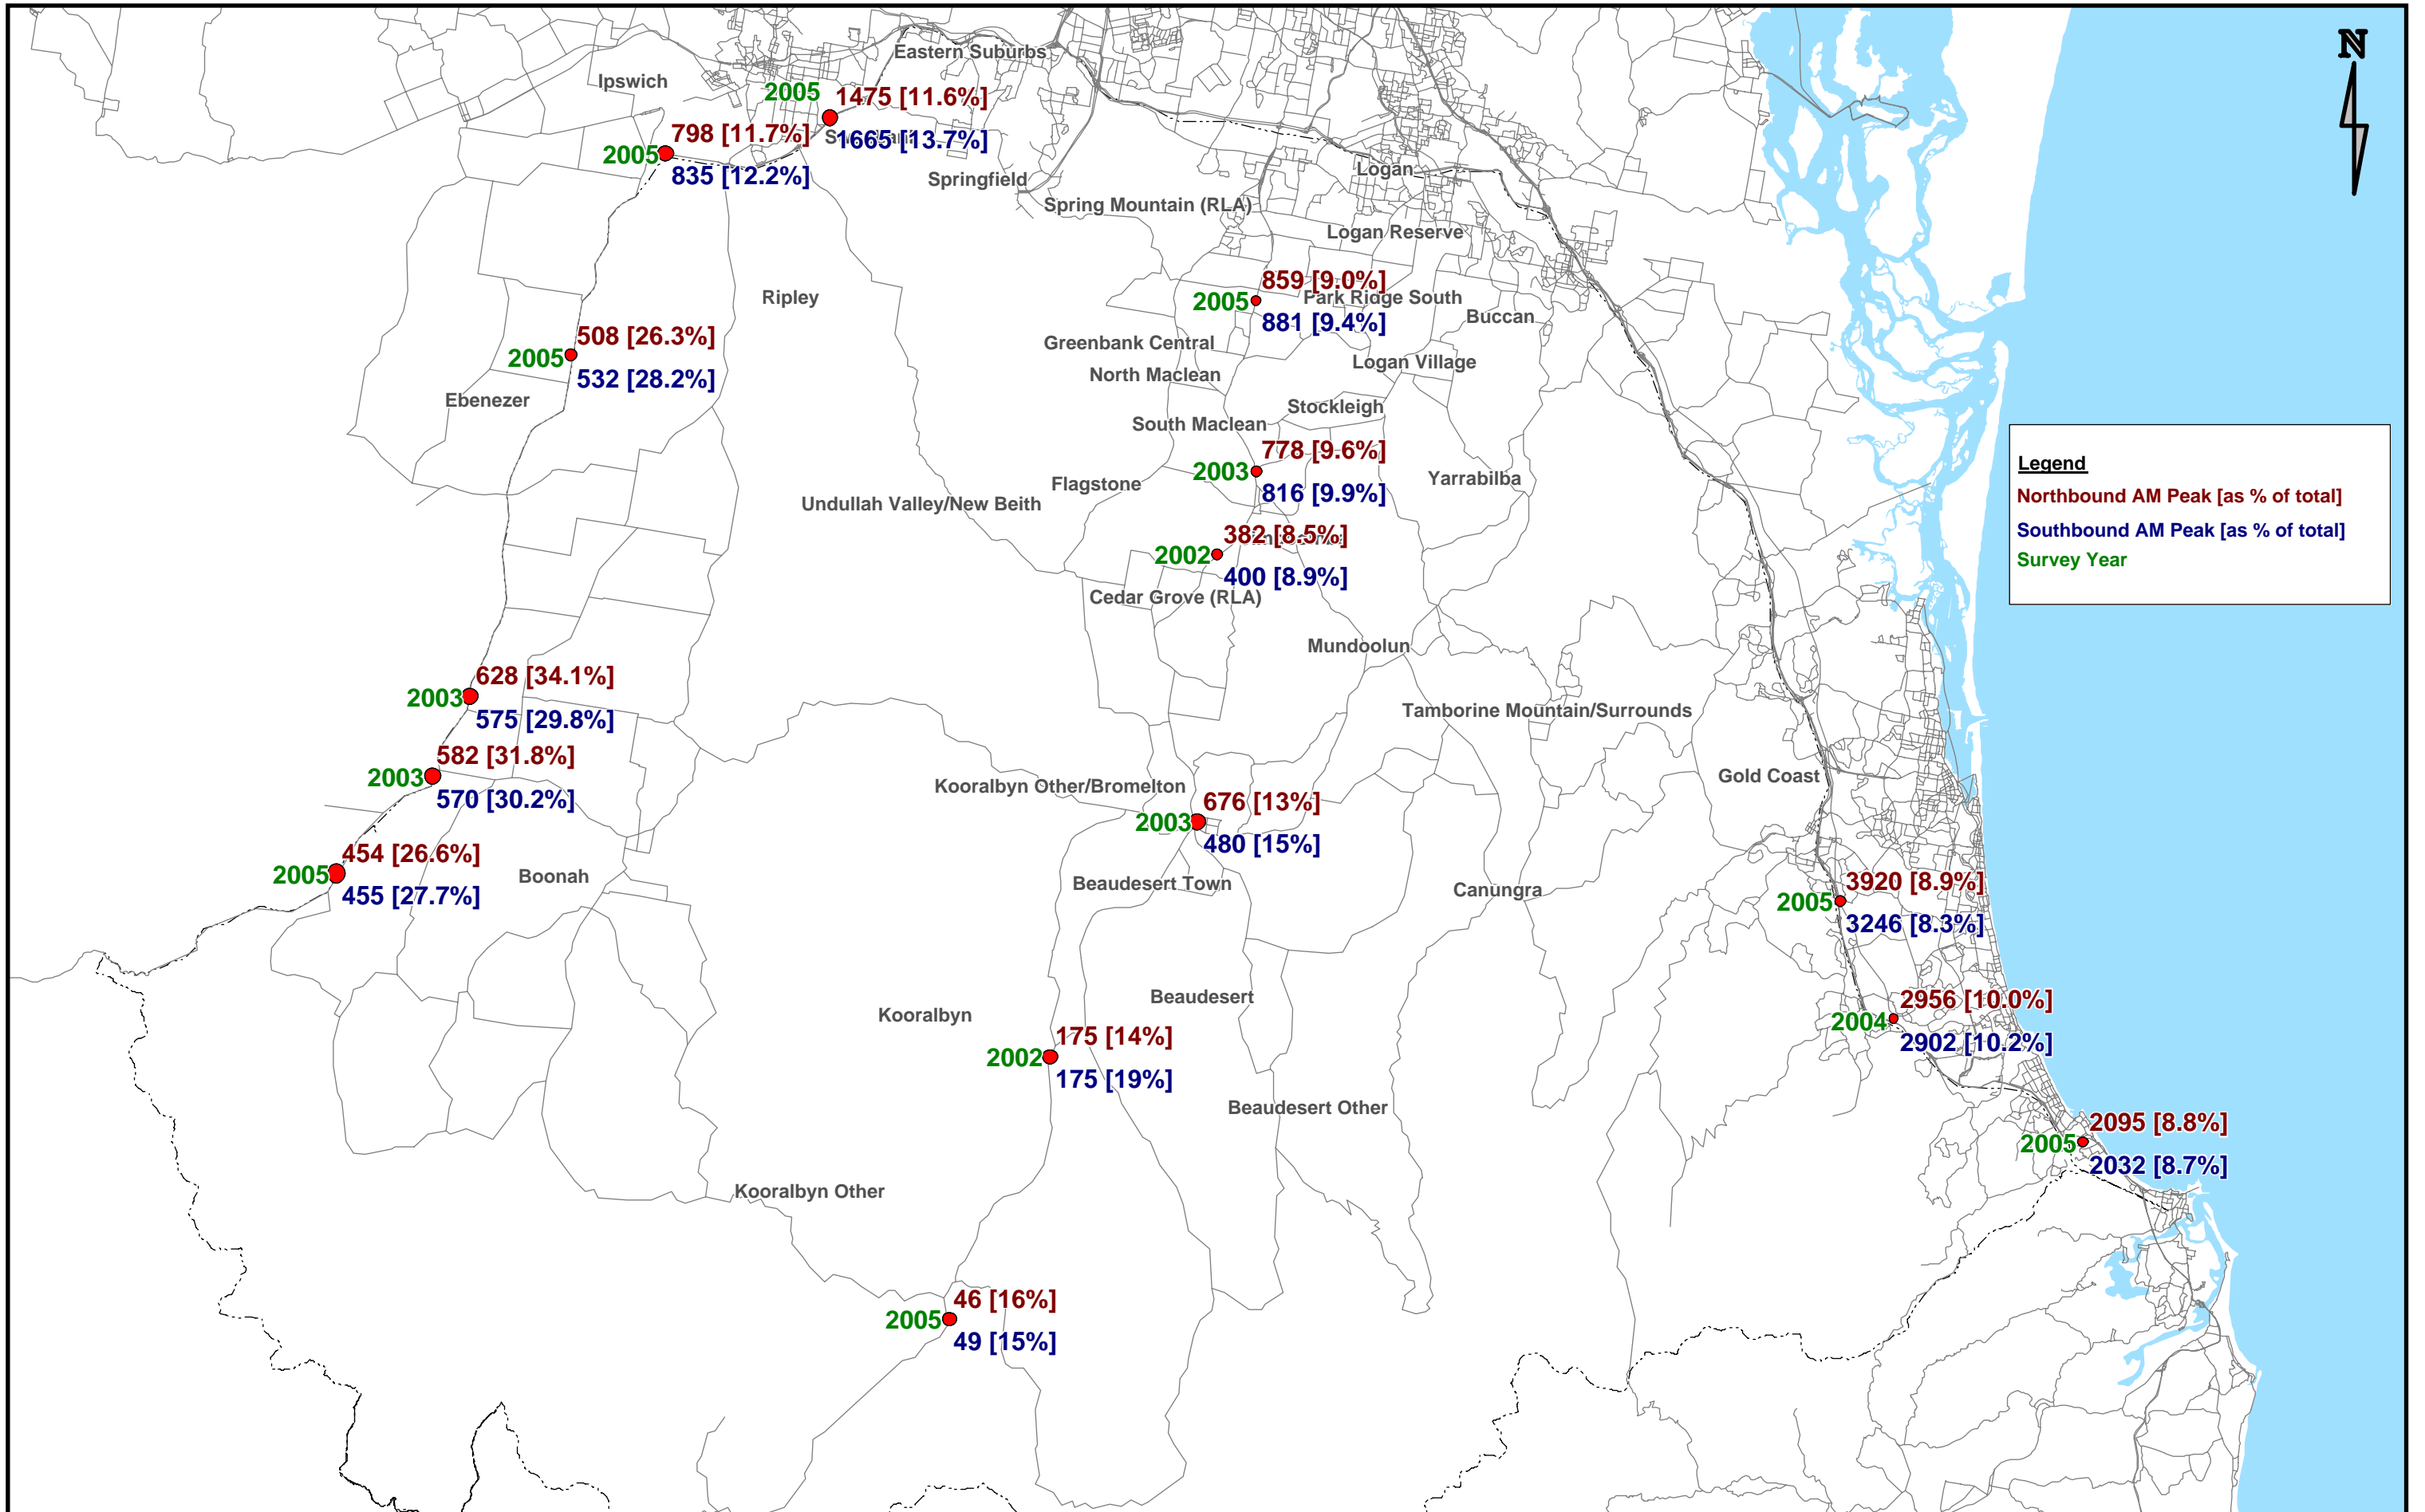 N
Eastern Suburbs
Ipswich
2005
1475 [11.6%]
1665 [13.7%]
798 [11.7%]
2005
835 [12.2%]
Springfield
Logan
Spring Mountain (RLA)
Logan Reserve
859 [9.0%]
2005
881 [9.4%]
Park Ridge South
Ripley
Buccan
508 [26.3%]
2005
532 [28.2%]
Greenbank Central
Logan Village
North Maclean
Ebenezer
Stockleigh
South Maclean
778 [9.6%]
2003
816 [9.9%]
Legend
Northbound AM Peak [as % of total]
Southbound AM Peak [as % of total]
Survey Year
Flagstone
Yarrabilba
Undullah Valley/New Beith
382 [8.5%]
2002
400 [8.9%]
Cedar Grove (RLA)
Mundoolun
628 [34.1%]
2003
575 [29.8%]
Tamborine Mountain/Surrounds
582 [31.8%]
2003
570 [30.2%]
Gold Coast
Kooralbyn Other/Bromelton
676 [13%]
2003
480 [15%]
454 [26.6%]
2005
455 [27.7%]
Boonah
Beaudesert Town
Canungra
3920 [8.9%]
2005
3246 [8.3%]
Beaudesert
Kooralbyn
2956 [10.0%]
2004
2902 [10.2%]
175 [14%]
2002
175 [19%]
Beaudesert Other
2095 [8.8%]
2005
2032 [8.7%]
Kooralbyn Other
46 [16%]
2005
49 [15%]